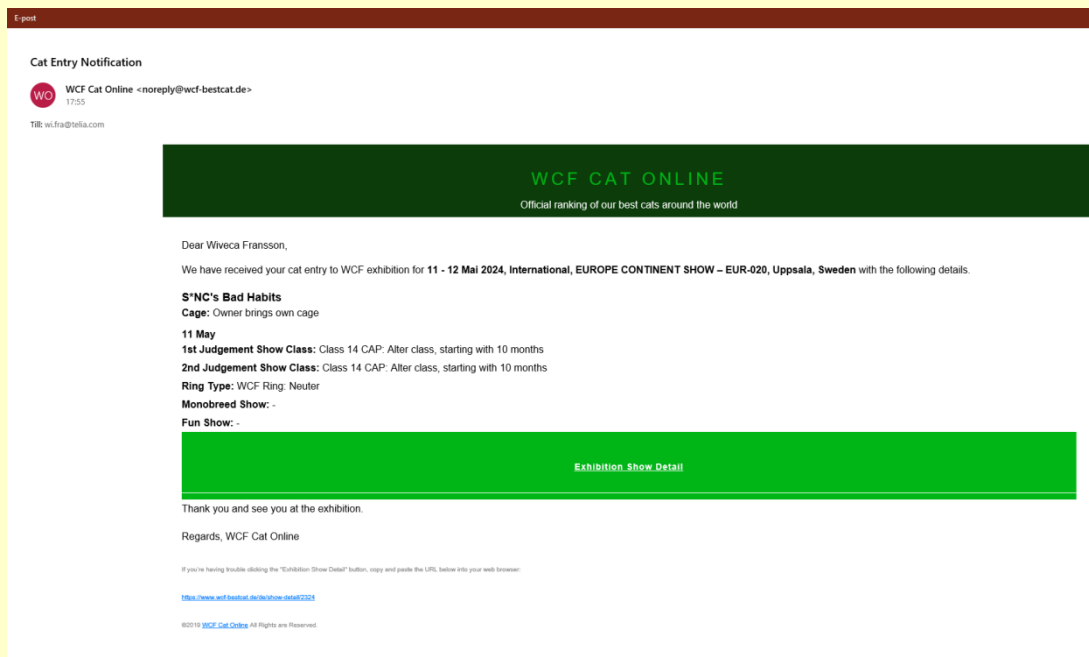 E-post
Cat Entry Notification
WO
WCF Cat Online <noreply@wcf-bestcat.de>
17:55
Till: wi.fra@telia.com
WCF CAT ONLINE
Official ranking of our best cats around the world
Dear Wiveca Fransson,
We have received your cat entry to WCF exhibition for 11 - 12 Mai 2024, International, EUROPE CONTINENT SHOW – EUR-020, Uppsala, Sweden with the following details.
S*NC's Bad Habits
Cage: Owner brings own cage
11 May
1st Judgement Show Class: Class 14 CAP: Alter class, starting with 10 months
2nd Judgement Show Class: Class 14 CAP: Alter class, starting with 10 months
Ring Type: WCF Ring: Neuter
Monobreed Show: -
Fun Show: -
Exhibition Show Detail
Thank you and see you at the exhibition.
Regards, WCF Cat Online
If you're having trouble clicking the "Exhibition Show Detail" button, copy and paste the URL below into your web browser:
https://www.wcf-bestcat.de/de/show-detail/2324
©2019 WCF Cat Online All Rights are Reserved.